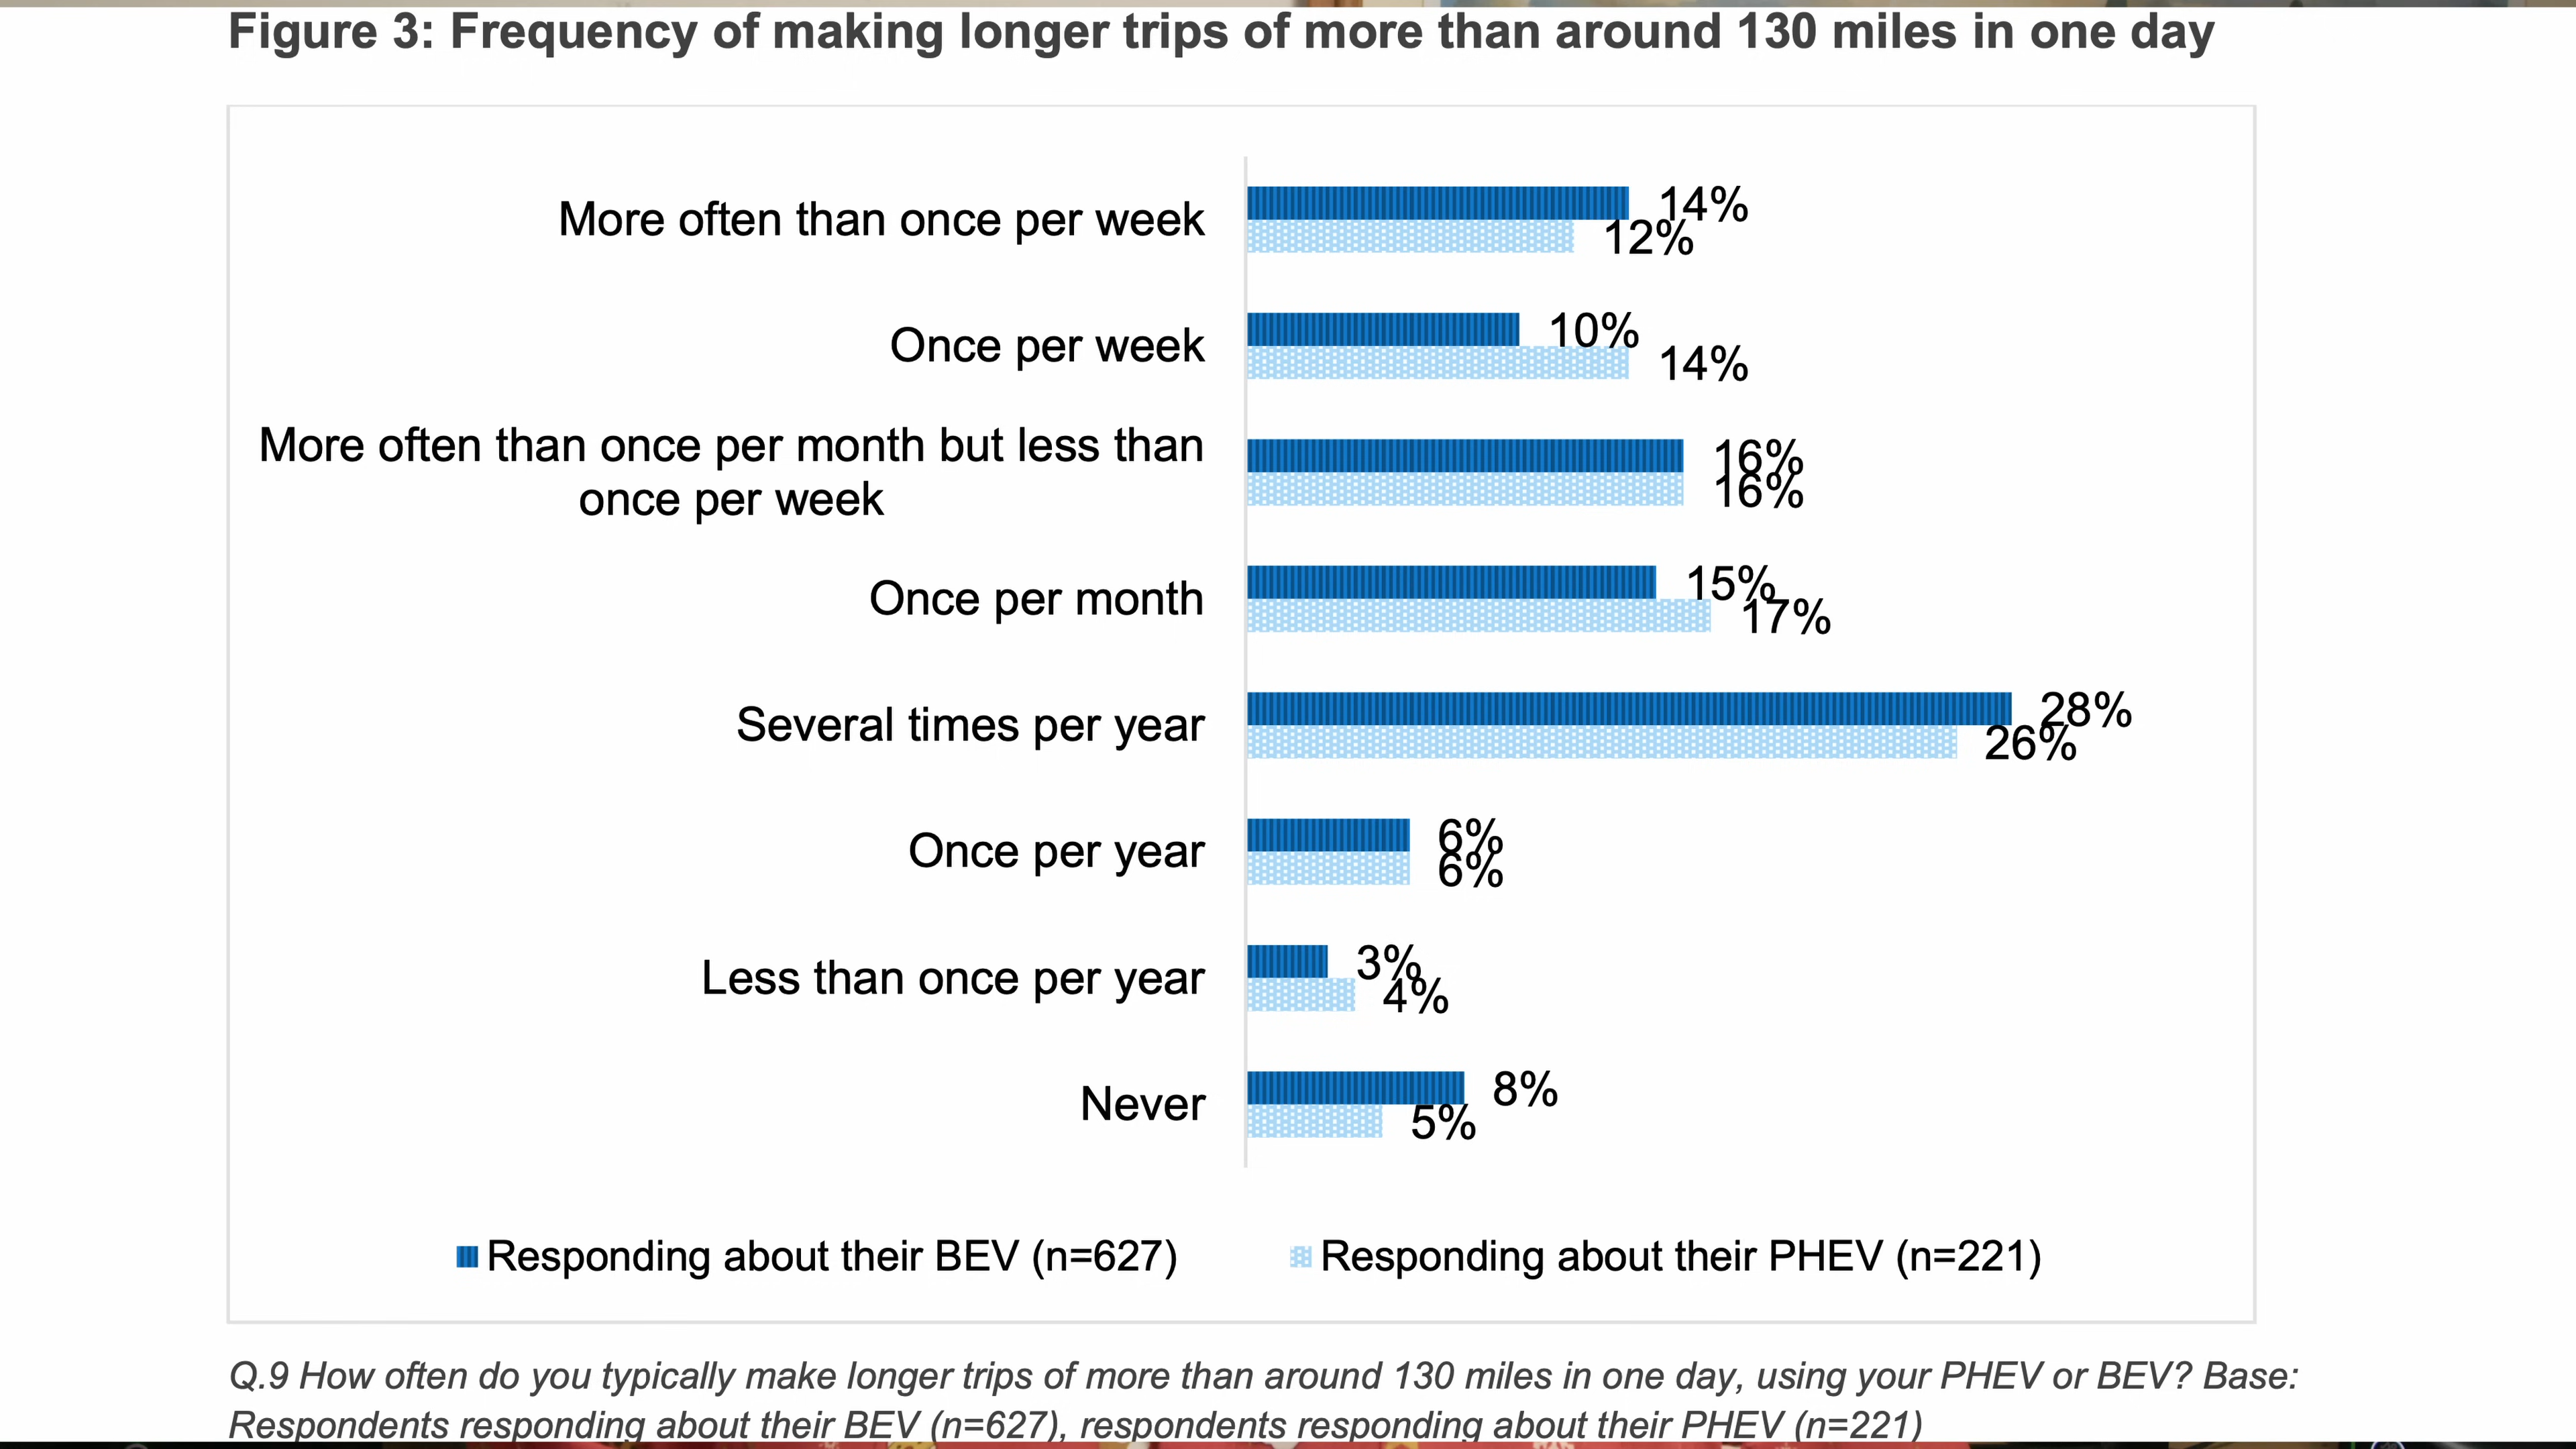 Figure 3: Frequency of making longer trips of more than around 130 miles in one day
More often than once per week
14%
12%
Once per week
10%
14%
More often than once per month but less than
once per week
16%
16%
Once per month
15%
17%
Several times per year
28%
26%
Once per year
6%
6%
Less than once per year
3%
4%
Never
8%
5%
Responding about their BEV (n=627)
Responding about their PHEV (n=221)
Q.9 How often do you typically make longer trips of more than around 130 miles in one day, using your PHEV or BEV? Base:
Respondents responding about their BEV (n=627), respondents responding about their PHEV (n=221)